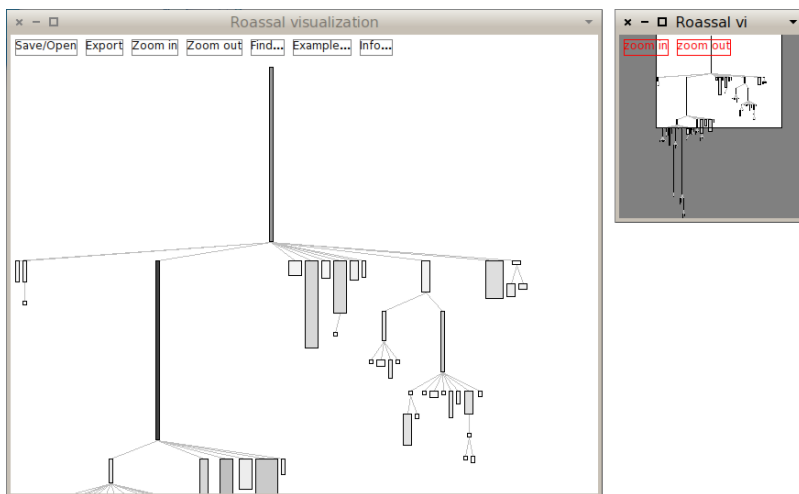 Roassal visualization
Save/Open Export Zoom in Zoom out Find... Example... Info...
Roassal vi
zoom in zoom out